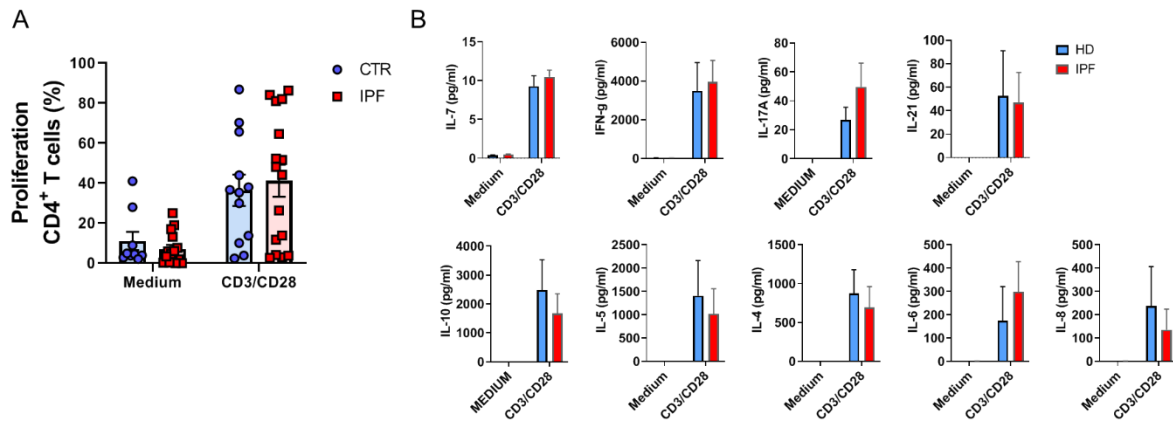 A
Proliferation
CD4+ T cells (%)
100
80
60
40
20
0
Medium
CD3/CD28
CTR
IPF
B
IL-7 (pg/ml)
15
10
5
0
Medium
CD3/CD28
IFN-g (pg/ml)
6000
4000
2000
0
Medium
CD3/CD28
IL-17A (pg/ml)
80
60
40
20
0
MEDIUM
CD3/CD28
IL-21 (pg/ml)
100
80
60
40
20
0
Medium
CD3/CD28
HD
IPF
IL-10 (pg/ml)
4000
3000
2000
1000
0
MEDIUM
CD3/CD28
IL-5 (pg/ml)
2500
2000
1500
1000
500
0
Medium
CD3/CD28
IL-4 (pg/ml)
1500
1000
500
0
Medium
CD3/CD28
IL-6 (pg/ml)
600
500
400
300
200
100
0
Medium
CD3/CD28
IL-8 (pg/ml)
500
400
300
200
100
0
Medium
CD3/CD28